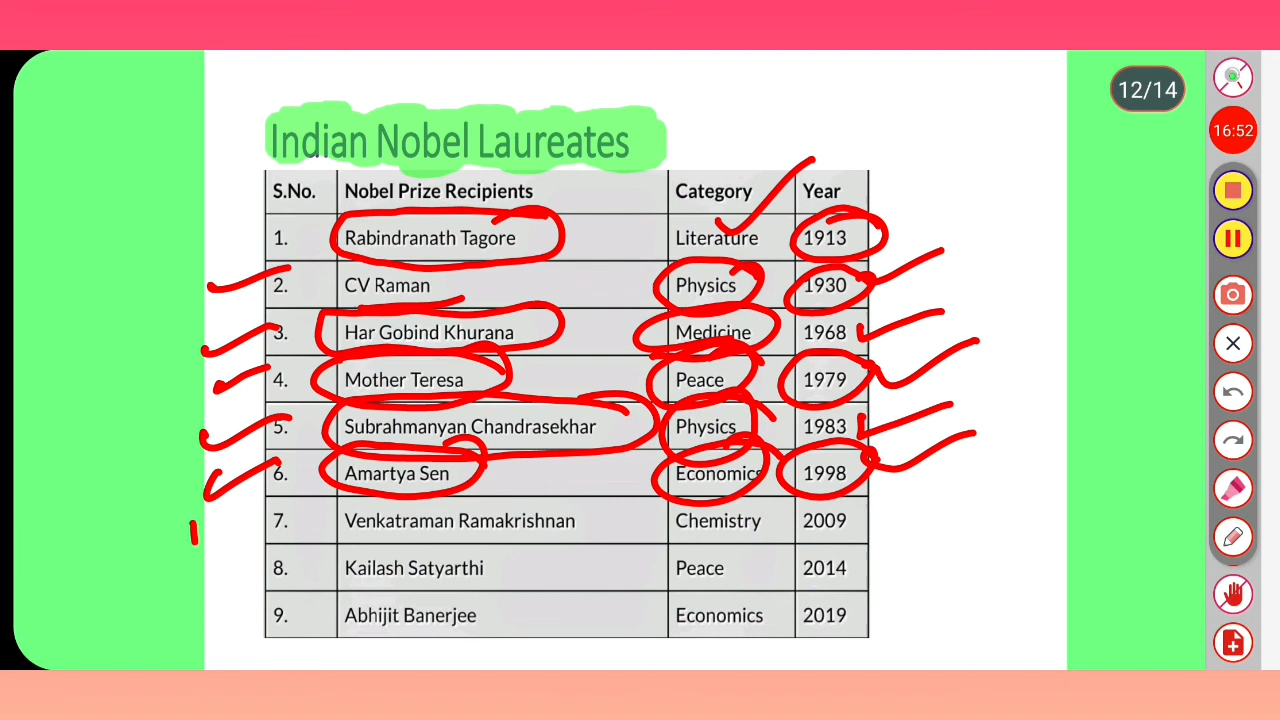 12/14
16:52
Indian Nobel Laureates
S.No. Nobel Prize Recipients Category Year
1. Rabindranath Tagore Literature 1913
2. CV Raman Physics 1930
3. Har Gobind Khurana Medicine 1968
4. Mother Teresa Peace 1979
5. Subrahmanyan Chandrasekhar Physics 1983
6. Amartya Sen Economics 1998
7. Venkatraman Ramakrishnan Chemistry 2009
8. Kailash Satyarthi Peace 2014
9. Abhijit Banerjee Economics 2019